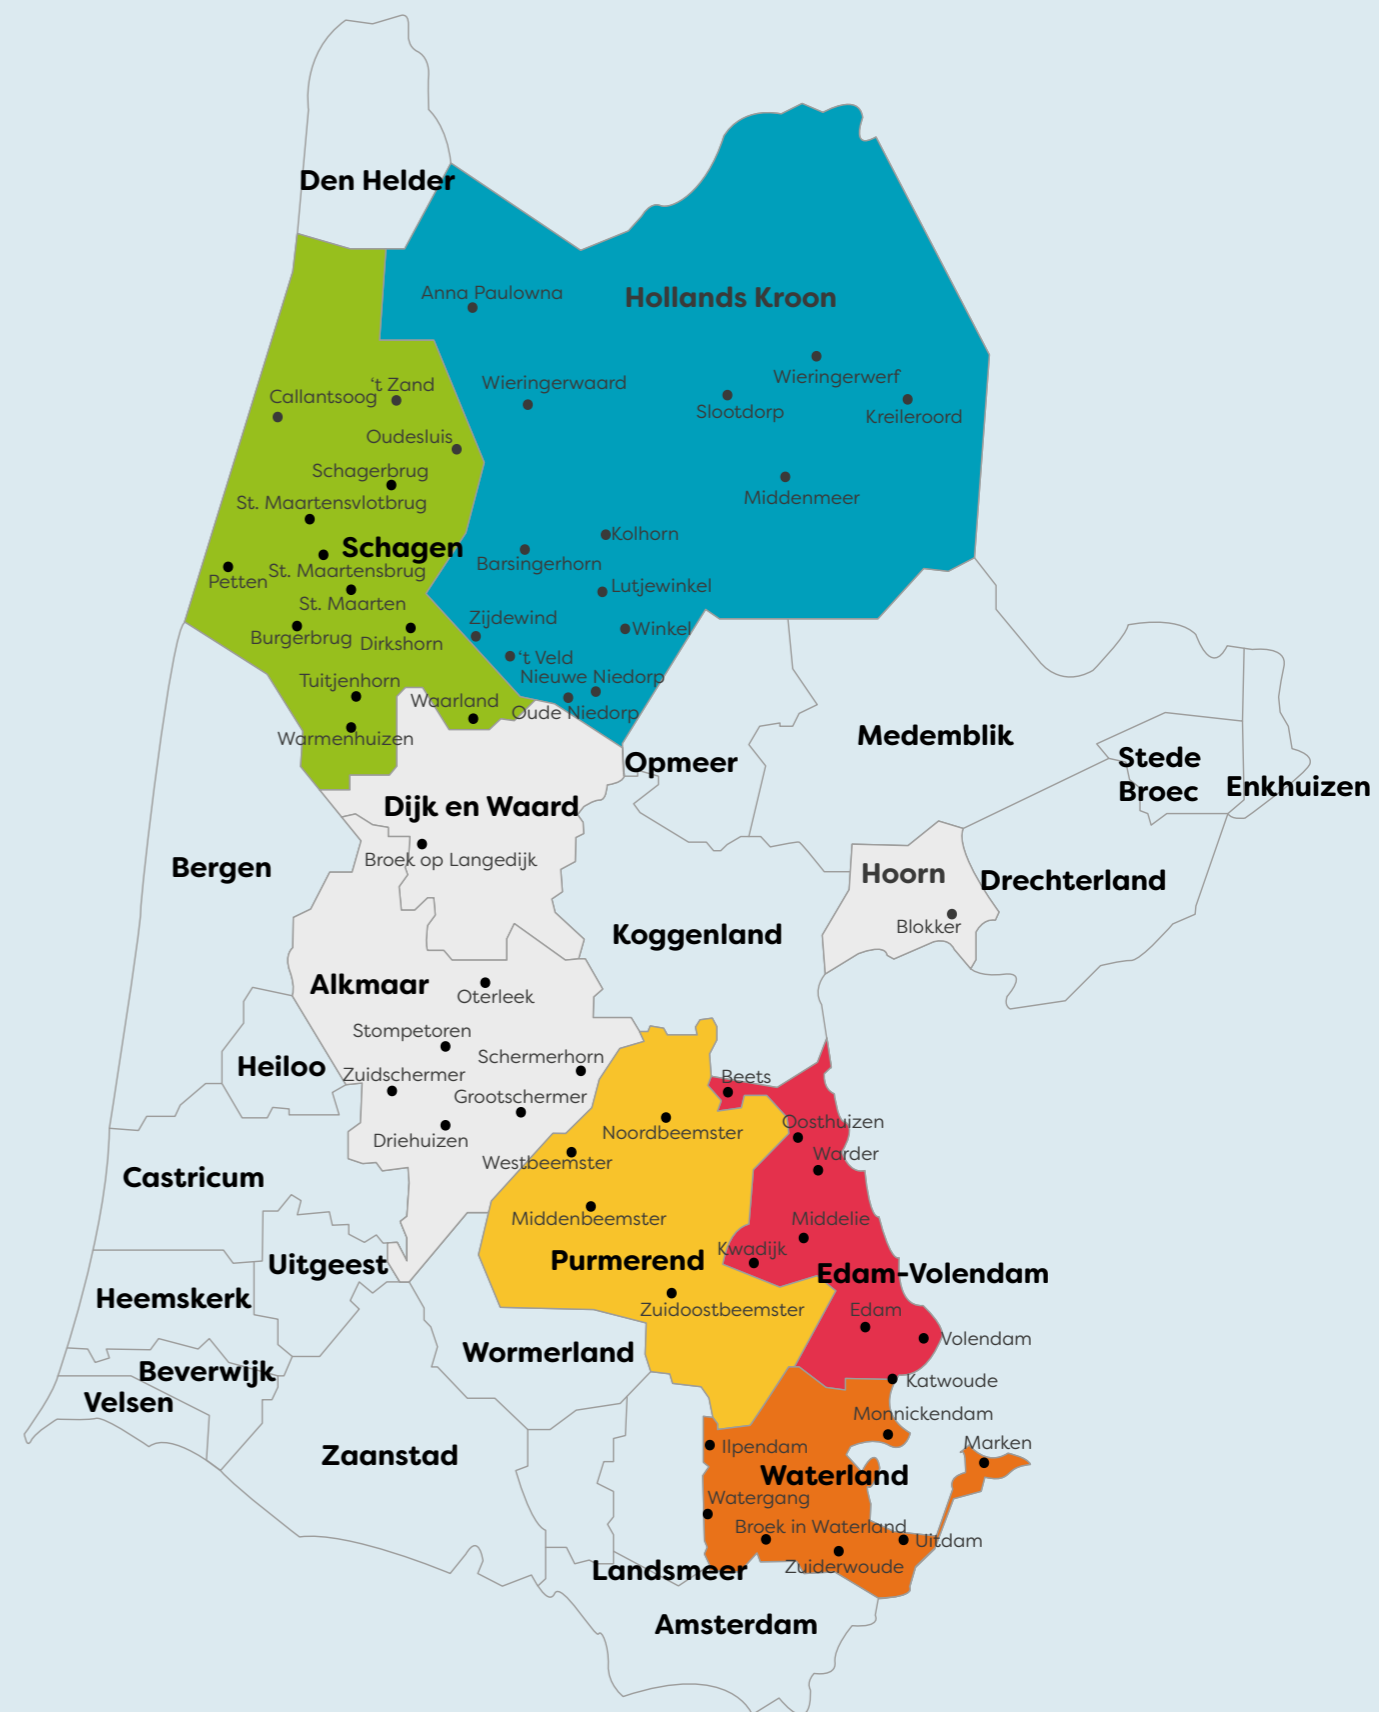 Den Helder
Anna Paulowna
Hollands Kroon
Wieringerwerf
Wieringerwaard
‘t Zand
Callantsoog
Slootdorp
Kreileroord
Oudesluis
Schagerbrug
Middenmeer
St. Maartensvlotbrug
Kolhorn
Schagen
Barsingerhorn
St. Maartensbrug
Petten
Lutjewinkel
St. Maarten
Zijdewind
Winkel
Burgerbrug
Dirkshorn
‘t Veld
Nieuwe Niedorp
Tuitjenhorn
Waarland
Oude Niedorp
Warmenhuizen
Medemblik
Opmeer
Stede
Broec
Enkhuizen
Dijk en Waard
Broek op Langedijk
Bergen
Hoorn
Drechterland
Blokker
Koggenland
Alkmaar
Oterleek
Stompetoren
Schermerhorn
Heiloo
Zuidschermer
Beets
Grootschermer
Oosthuizen
Noordbeemster
Driehuizen
Warder
Westbeemster
Castricum
Middenbeemster
Middelie
Kwadijk
Purmerend
Uitgeest
Edam-Volendam
Heemskerk
Zuidoostbeemster
Edam
Volendam
Wormerland
Beverwijk
Katwoude
Velsen
Monnickendam
Marken
Ilpendam
Zaanstad
Waterland
Watergang
Broek in Waterland
Uitdam
Zuiderwoude
Landsmeer
Amsterdam